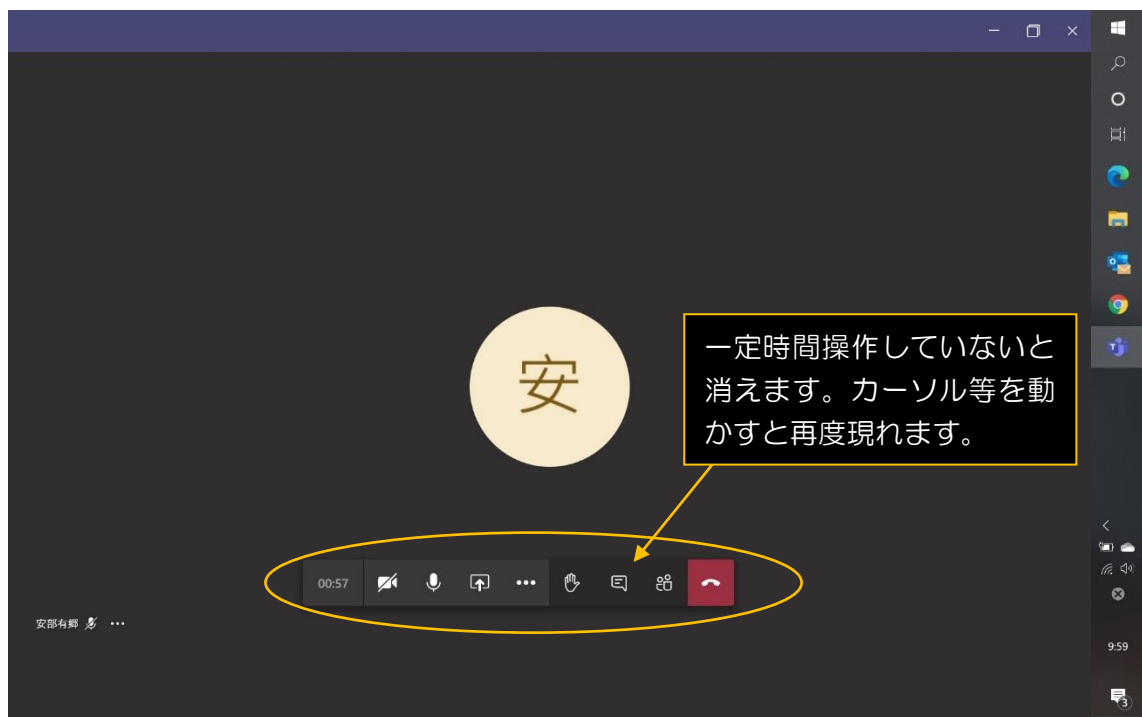 安
一定時間操作していないと
消えます。カーソル等を動
かすと再度現れます。
00:57
安部有郷
9:59
3